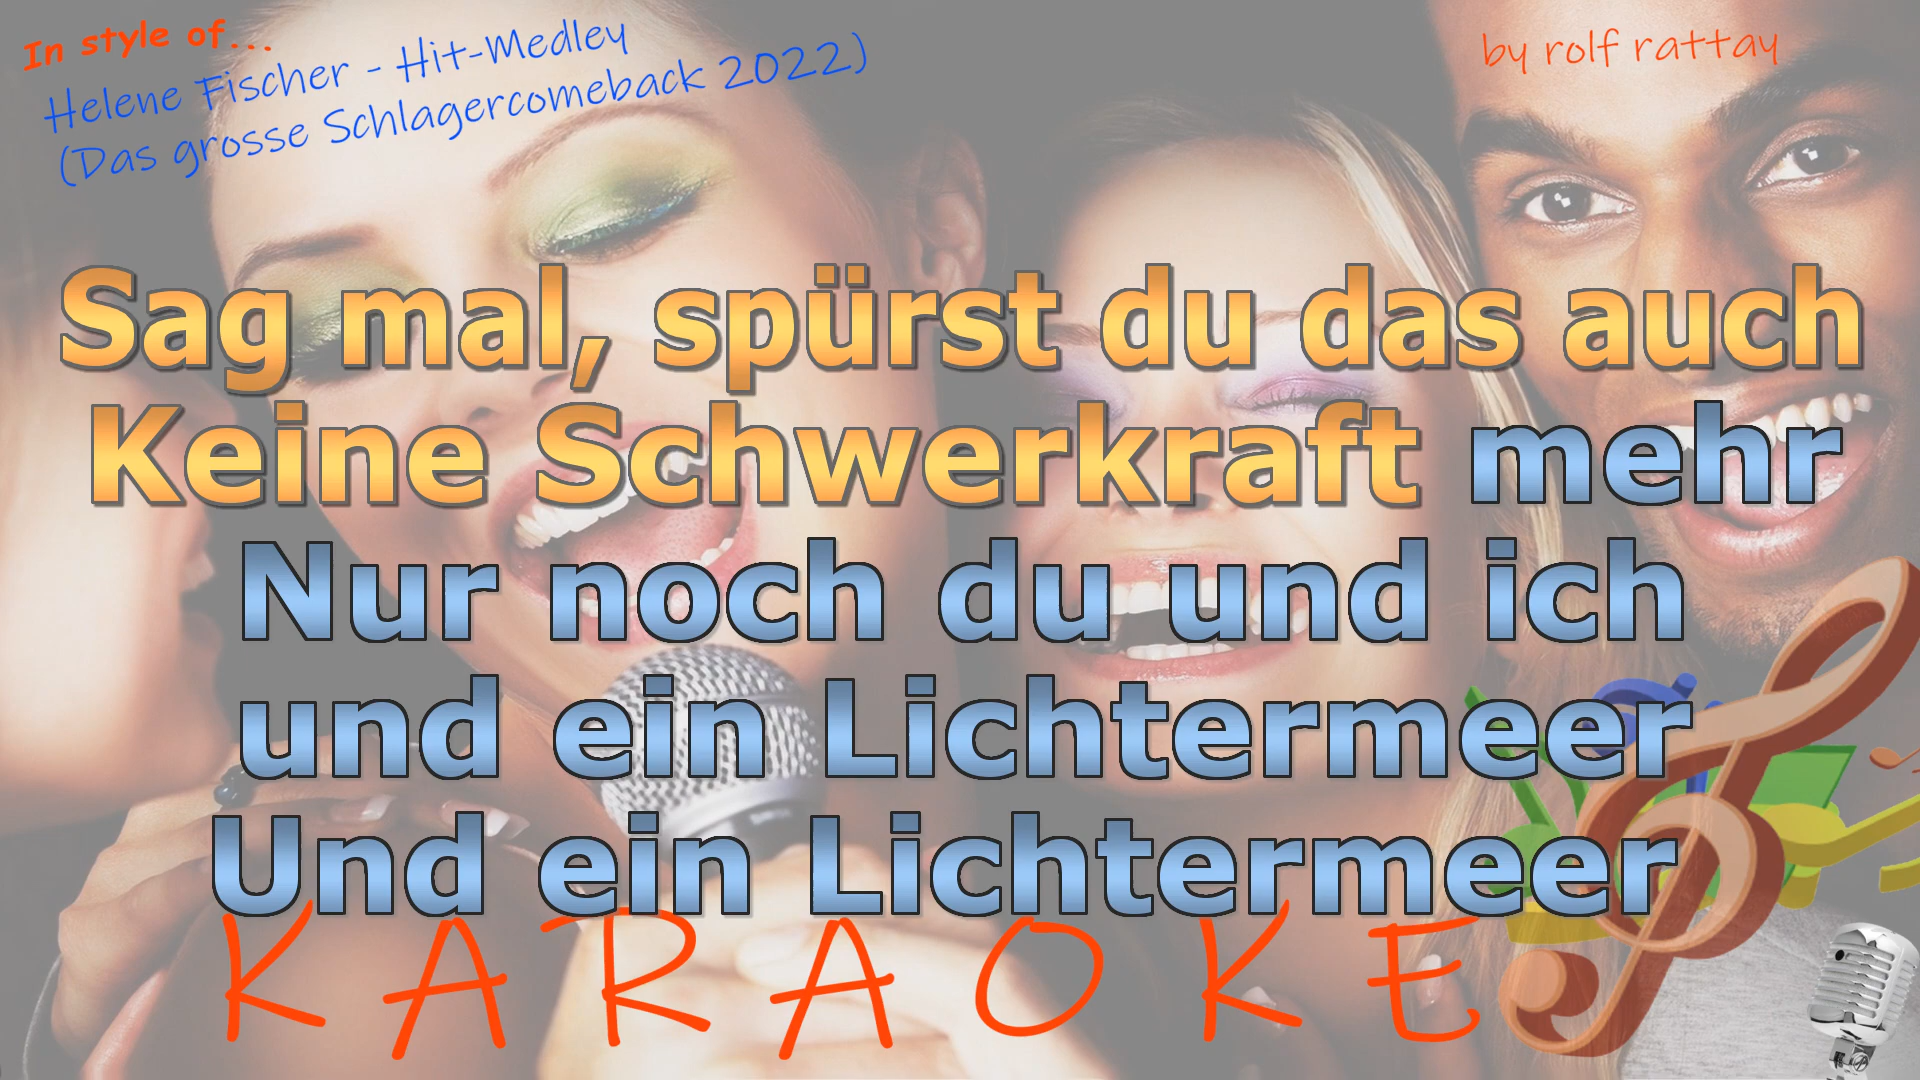 In style of...
Helene Fischer - Hit-Medley
(Das grosse Schlagercomeback 2022)
by rolf rattay
Sag mal, spürst du das auch
Keine Schwerkraft mehr
Nur noch du und ich
und ein Lichtermeer
Und ein Lichtermeer
KARAOKE